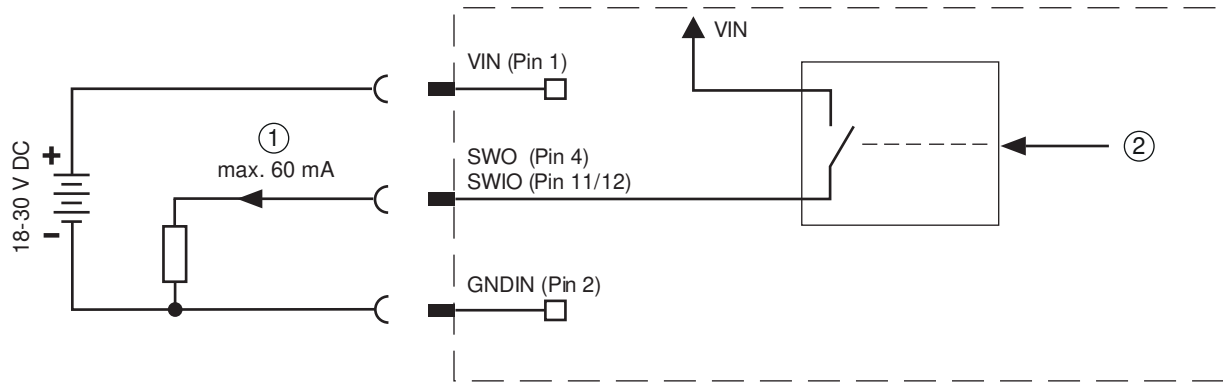 VIN
VIN (Pin 1)
①
max. 60 mA
SWO (Pin 4)
SWIO (Pin 11/12)
②
18-30 V DC
+
-
GNDIN (Pin 2)